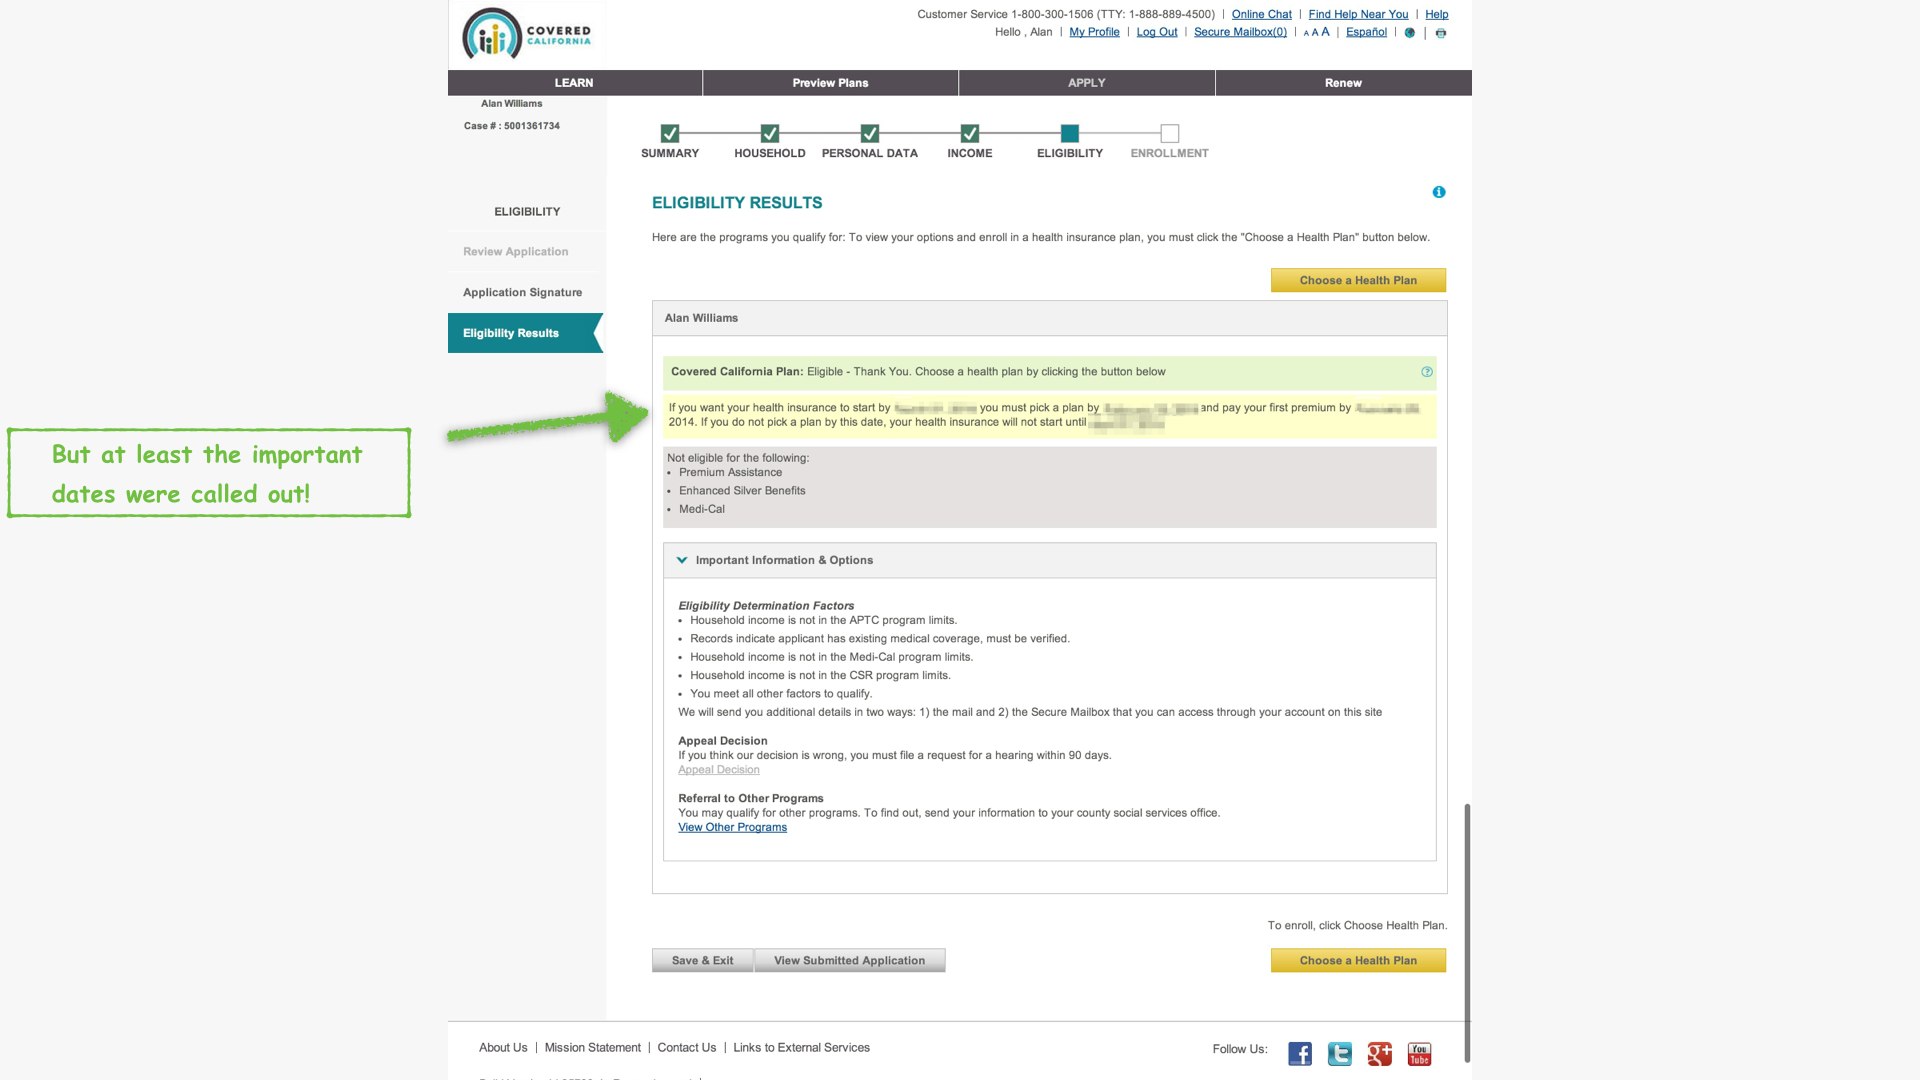 COVERED
CALIFORNIA
Customer Service 1-800-300-1506 (TTY: 1-888-889-4500) | Online Chat | Find Help Near You | Help
Hello , Alan | My Profile | Log Out | Secure Mailbox(0) | A A A | Español | |
LEARN Preview Plans APPLY Renew
Alan Williams
Case # : 5001361734
SUMMARY HOUSEHOLD PERSONAL DATA INCOME ELIGIBILITY ENROLLMENT
ELIGIBILITY
Review Application
Application Signature
Eligibility Results
ELIGIBILITY RESULTS
Here are the programs you qualify for: To view your options and enroll in a health insurance plan, you must click the "Choose a Health Plan" button below.
Choose a Health Plan
Alan Williams
Covered California Plan: Eligible - Thank You. Choose a health plan by clicking the button below
If you want your health insurance to start by you must pick a plan by and pay your first premium by
2014. If you do not pick a plan by this date, your health insurance will not start until
But at least the important
dates were called out!
Not eligible for the following:
• Premium Assistance
• Enhanced Silver Benefits
• Medi-Cal
Important Information & Options
Eligibility Determination Factors
• Household income is not in the APTC program limits.
• Records indicate applicant has existing medical coverage, must be verified.
• Household income is not in the Medi-Cal program limits.
• Household income is not in the CSR program limits.
• You meet all other factors to qualify.
We will send you additional details in two ways: 1) the mail and 2) the Secure Mailbox that you can access through your account on this site
Appeal Decision
If you think our decision is wrong, you must file a request for a hearing within 90 days.
Appeal Decision
Referral to Other Programs
You may qualify for other programs. To find out, send your information to your county social services office.
View Other Programs
To enroll, click Choose Health Plan.
Save & Exit View Submitted Application Choose a Health Plan
About Us | Mission Statement | Contact Us | Links to External Services
Follow Us: f t g+ You Tube